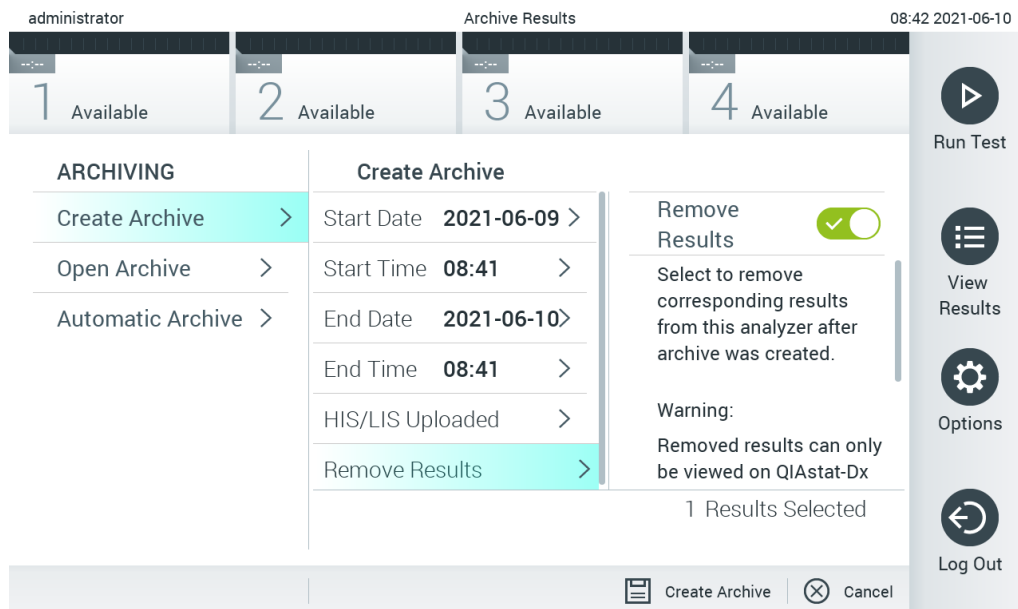 administrator
Archive Results
08:42 2021-06-10
--:--
1 Available
--:--
2 Available
--:--
3 Available
--:--
4 Available
Run Test
View
Results
Options
Log Out
ARCHIVING
Create Archive
Open Archive
Automatic Archive
Create Archive
Start Date 2021-06-09
Start Time 08:41
End Date 2021-06-10
End Time 08:41
HIS/LIS Uploaded
Remove Results
Remove
Results
Select to remove
corresponding results
from this analyzer after
archive was created.
Warning:
Removed results can only
be viewed on QIAstat-Dx
1 Results Selected
Create Archive
Cancel